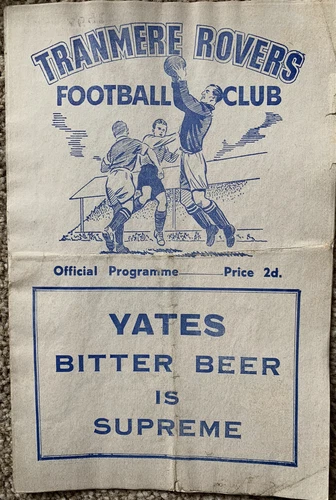 TRANMERE ROVERS
FOOTBALL CLUB
Official Programme Price 2d.
YATES
BITTER BEER
IS
SUPREME